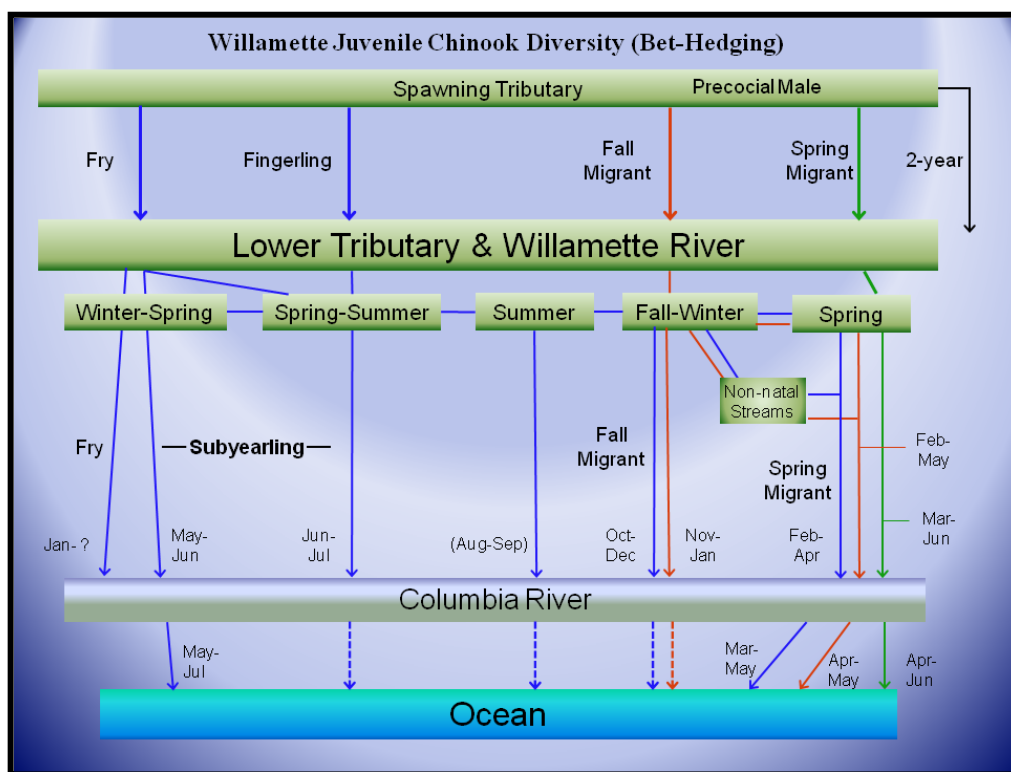 Willamette Juvenile Chinook Diversity (Bet-Hedging)
Spawning Tributary
Precocial Male
Fry
Fingerling
Fall
Migrant
Spring
Migrant
2-year
Lower Tributary & Willamette River
Winter-Spring
Spring-Summer
Summer
Fall-Winter
Spring
Non-natal
Streams
Fry
Subyearling
Fall
Migrant
Spring
Migrant
Feb-
May
Mar-
Jun
Jan- ?
May-
Jun
Jun-
Jul
(Aug-Sep)
Oct-
Dec
Nov-
Jan
Feb-
Apr
Columbia River
May-
Jul
Mar-
May
Apr-
May
Apr-
Jun
Ocean